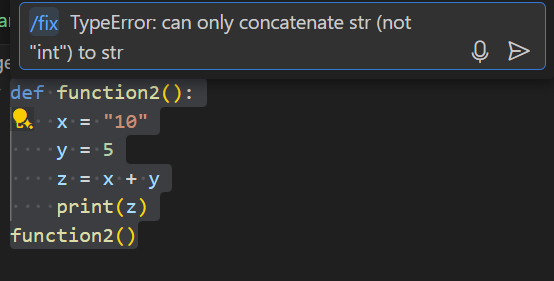 /fix TypeError: can only concatenate str (not
"int") to str
def function2():
x = "10"
y = 5
z = x + y
print(z)
function2()